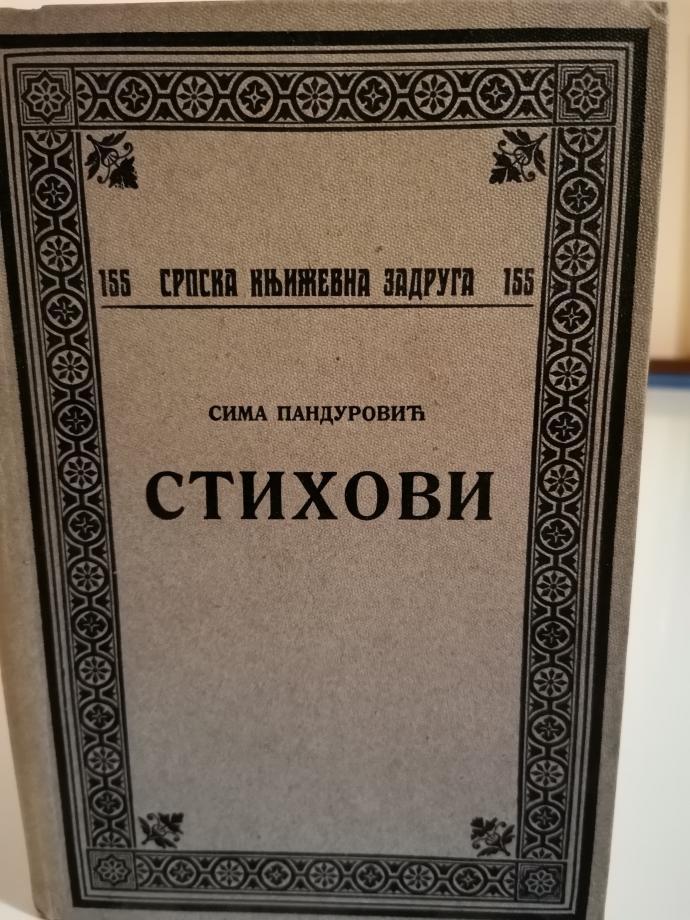 155 СРПСКА КЊИЖЕВНА ЗАДРУГА 155
СИМА ПАНДУРОВИЋ
СТИХОВИ